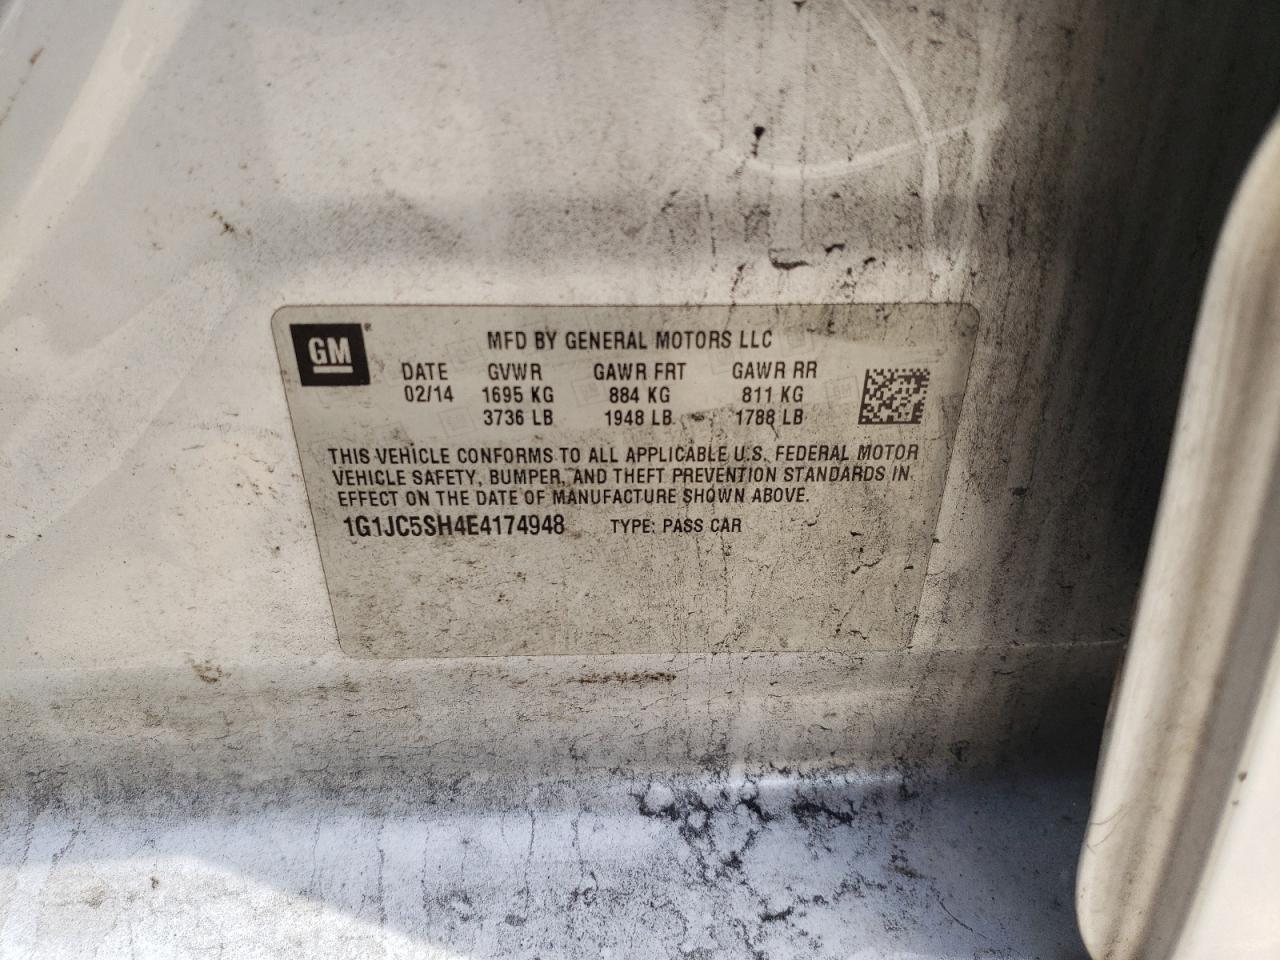 GM
MFD BY GENERAL MOTORS LLC
DATE GVWR GAWR FRT GAWR RR
02/14 1695 KG 884 KG 811 KG
3736 LB 1948 LB 1788 LB
THIS VEHICLE CONFORMS TO ALL APPLICABLE U.S. FEDERAL MOTOR
VEHICLE SAFETY, BUMPER, AND THEFT PREVENTION STANDARDS IN
EFFECT ON THE DATE OF MANUFACTURE SHOWN ABOVE.
1G1JC5SH4E4174948 TYPE: PASS CAR